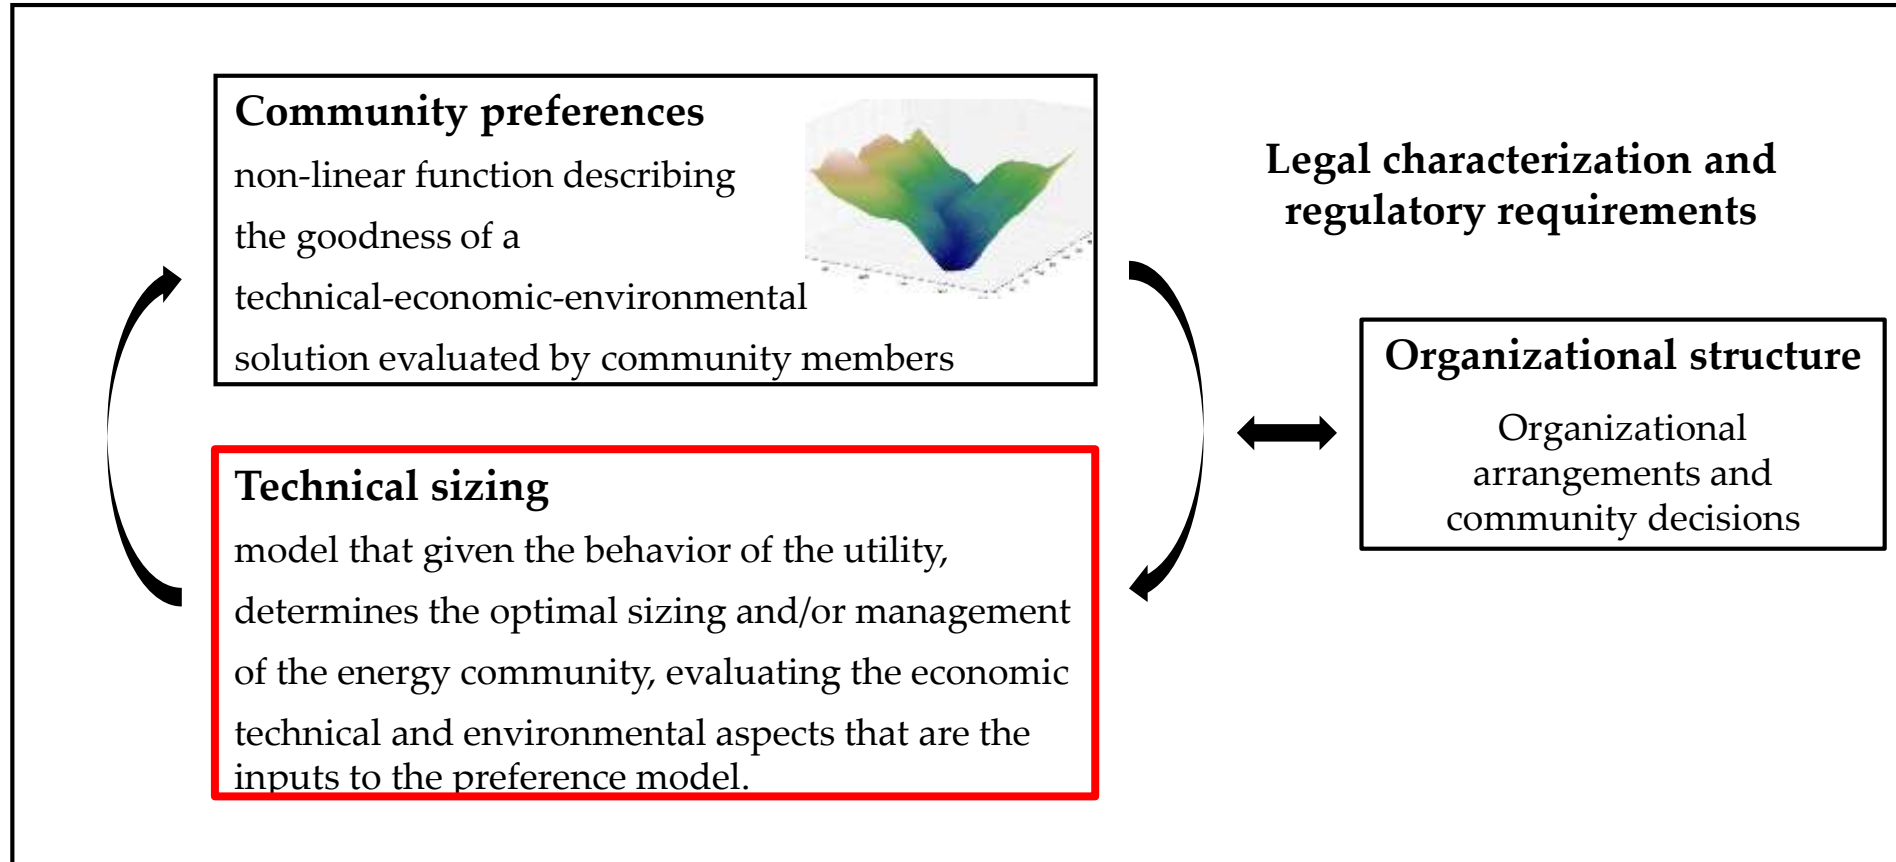 Community preferences
non-linear function describing
the goodness of a
technical-economic-environmental
solution evaluated by community members
Legal characterization and
regulatory requirements
Organizational structure
Organizational
arrangements and
community decisions
Technical sizing
model that given the behavior of the utility,
determines the optimal sizing and/or management
of the energy community, evaluating the economic
technical and environmental aspects that are the
inputs to the preference model.